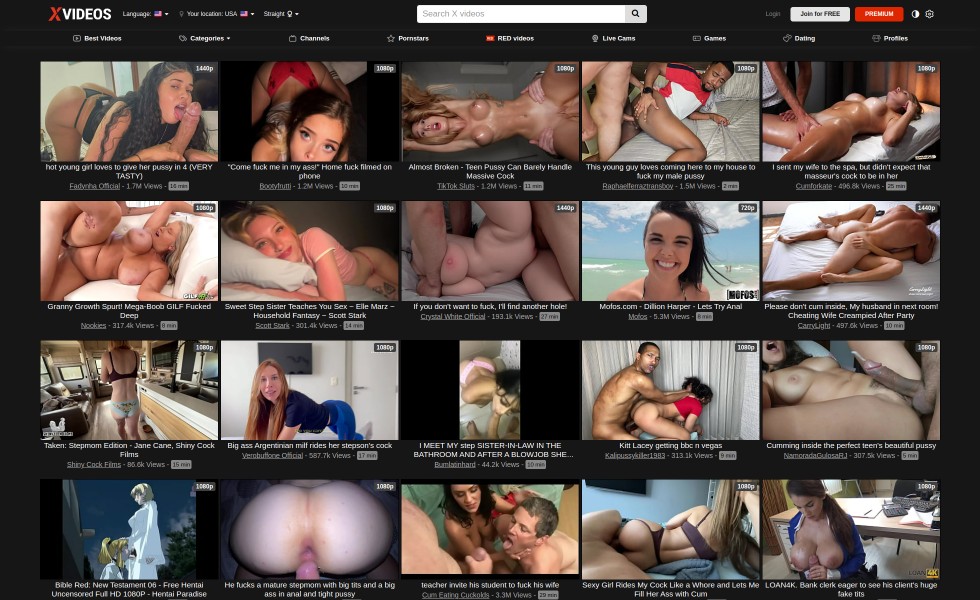 XVIDEOS
Language:
Your location: USA
Straight
Search X videos
Login
Join for FREE
PREMIUM
Best Videos
Categories
Channels
Pornstars
RED videos
Live Cams
Games
Dating
Profiles
1440p
1080p
1080p
1080p
1080p
hot young girl loves to give her pussy in 4 (VERY
TASTY)
Fadynha Official - 1.7M Views - 16 min
"Come fuck me in my ass!" Home fuck filmed on
phone
Bootyfrutti - 1.2M Views - 10 min
Almost Broken - Teen Pussy Can Barely Handle
Massive Cock
TikTok Sluts - 1.2M Views - 11 min
This young guy loves coming here to my house to
fuck my male pussy
Raphaelferraztransboy - 1.5M Views - 2 min
I sent my wife to the spa, but didn't expect that
masseur's cock to be in her
Cumforkate - 496.8k Views - 25 min
1080p
1080p
1440p
720p
1440p
MOFOS
Granny Growth Spurt! Mega-Boob GILF Fucked
Deep
Nookies - 317.4k Views - 8 min
Sweet Step Sister Teaches You Sex ~ Elle Marz ~
Household Fantasy ~ Scott Stark
Scott Stark - 301.4k Views - 14 min
If you don't want to fuck, I'll find another hole!
Crystal White Official - 193.1k Views - 27 min
Mofos.com - Dillion Harper - Lets Try Anal
Mofos - 5.3M Views - 8 min
Please don't cum inside, My husband in next room!
Cheating Wife Creampied After Party
CarryLight - 497.6k Views - 10 min
1080p
1080p
1080p
1080p
Taken: Stepmom Edition - Jane Cane, Shiny Cock
Films
Shiny Cock Films - 86.6k Views - 15 min
Big ass Argentinian milf rides her stepson's cock
Verobuffone Official - 587.7k Views - 17 min
I MEET MY step SISTER-IN-LAW IN THE
BATHROOM AND AFTER A BLOWJOB SHE...
Bumlatinhard - 44.2k Views - 10 min
Kitt Lacey getting bbc n vegas
Kalipussykiller1983 - 313.1k Views - 9 min
Cumming inside the perfect teen's beautiful pussy
NamoradaGulosaRJ - 307.5k Views - 5 min
1080p
1080p
1080p
LOAN 4K
Bible Red: New Testament 06 - Free Hentai
Uncensored Full HD 1080P - Hentai Paradise
He fucks a mature stepmom with big tits and a big
ass in anal and tight pussy
teacher invite his student to fuck his wife
Cum Eating Cuckolds - 3.3M Views - 29 min
Sexy Girl Rides My Cock Like a Whore and Lets Me
Fill Her Ass with Cum
LOAN4K. Bank clerk eager to see his client's huge
fake tits